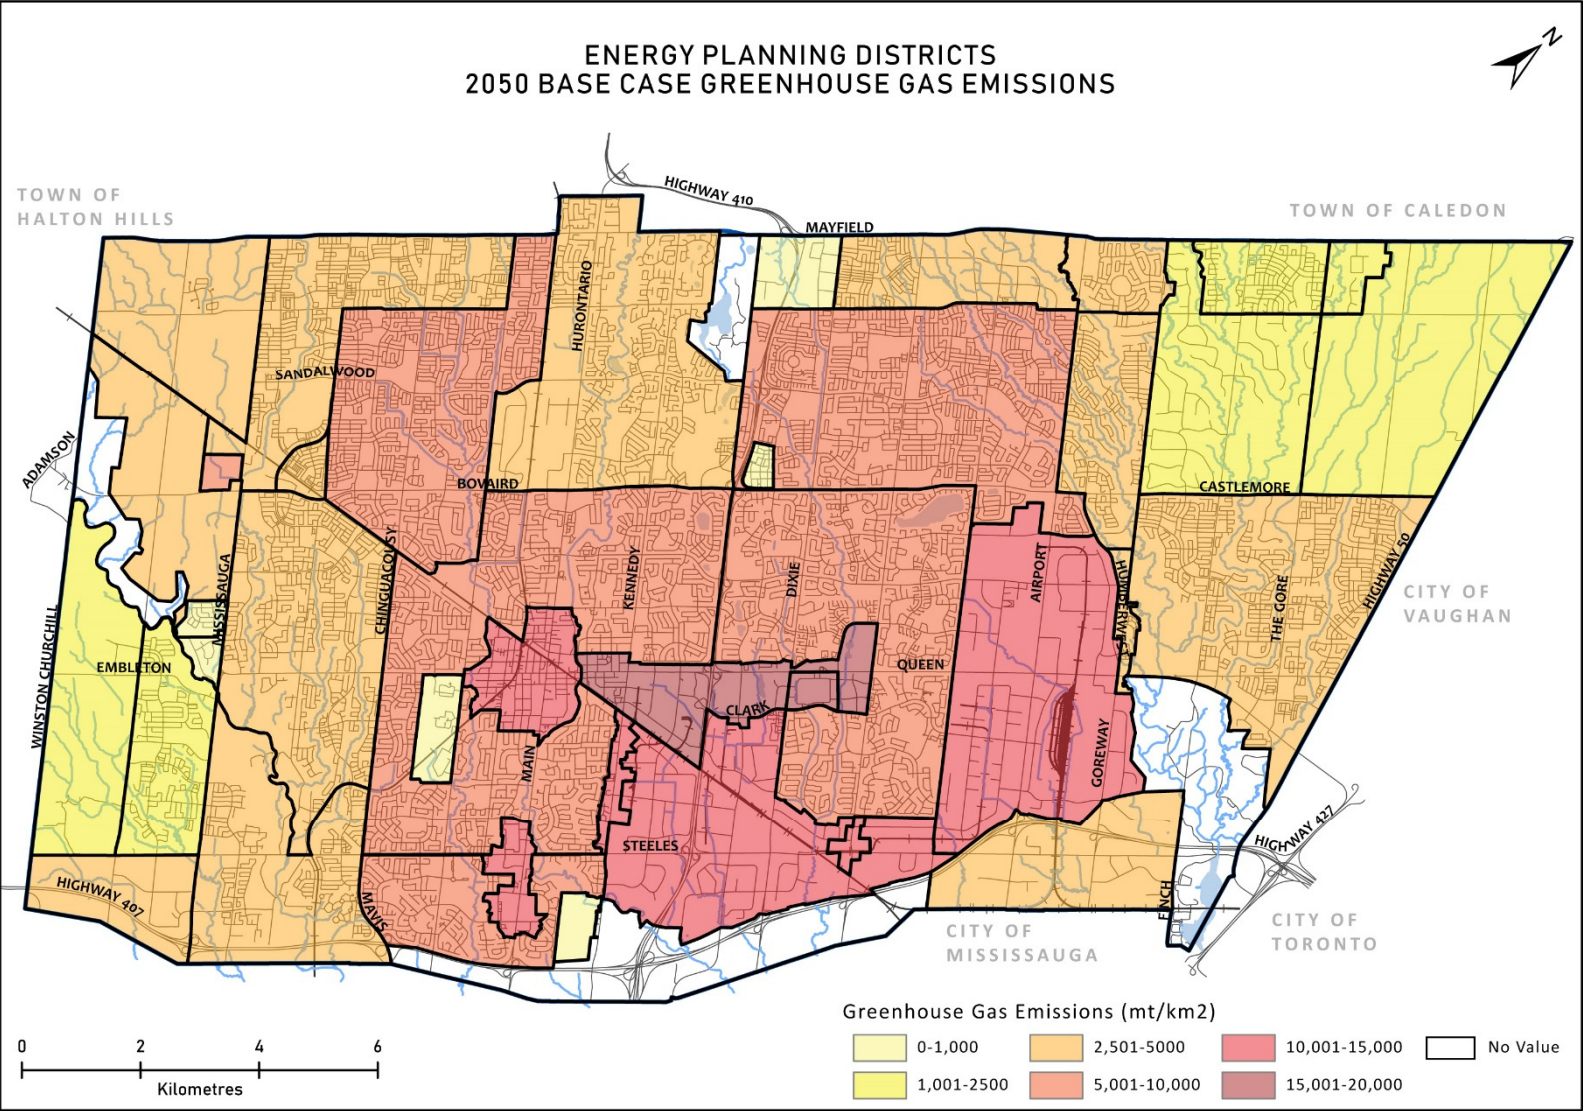 ENERGY PLANNING DISTRICTS
2050 BASE CASE GREENHOUSE GAS EMISSIONS
N
TOWN OF
HALTON HILLS
HIGHWAY 410
MAYFIELD
TOWN OF CALEDON
HURONTARIO
SANDALWOOD
ADAMSON
BOVAIRD
CASTLEMORE
CHINGUACOUSY
MISSISSAUGA
KENNEDY
DIXIE
AIRPORT
HUMBERWEST
THE GORE
HIGHWAY 50
CITY OF
VAUGHAN
WINSTON CHURCHILL
EMBLETON
QUEEN
CLARK
MAIN
GOREWAY
STEELES
HIGHWAY 427
HIGHWAY 407
MAVIS
FINCH
CITY OF
MISSISSAUGA
CITY OF
TORONTO
Greenhouse Gas Emissions (mt/km2)
0-1,000
2,501-5000
10,001-15,000
No Value
1,001-2500
5,001-10,000
15,001-20,000
0 2 4 6
Kilometres